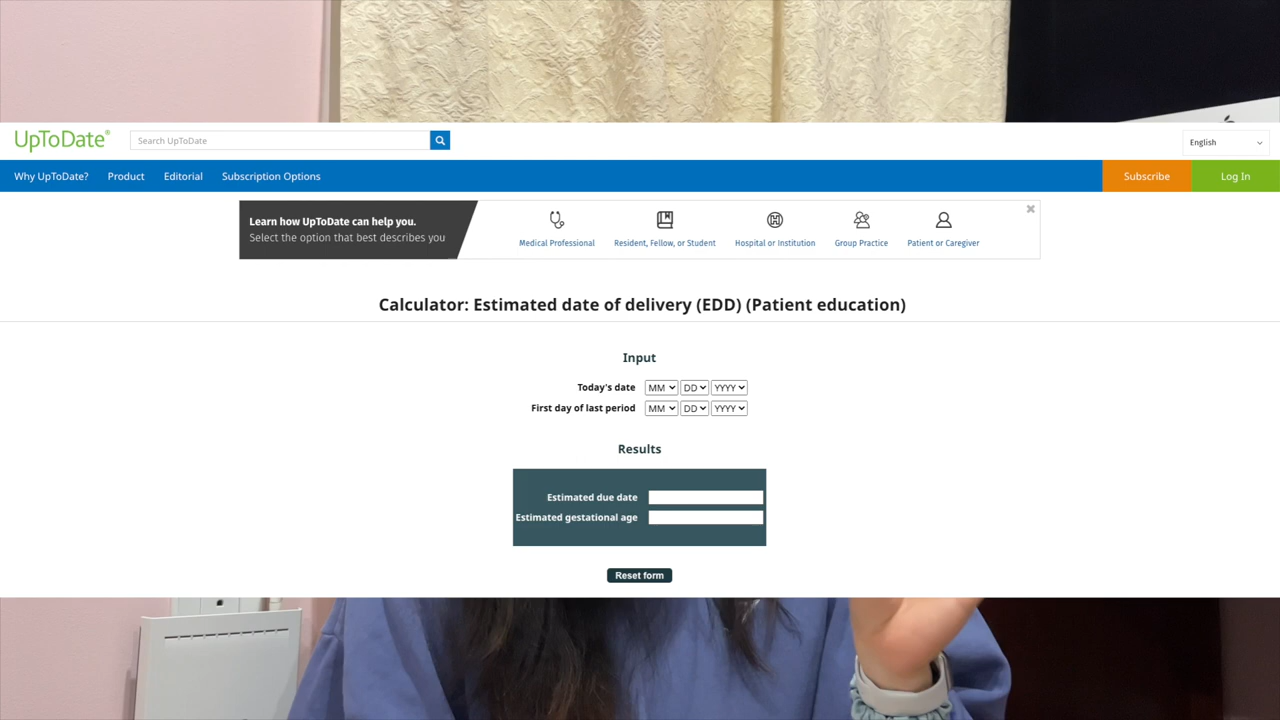 UpToDate®
Search UpToDate
English
Why UpToDate? Product Editorial Subscription Options
Subscribe Log In
Learn how UpToDate can help you.
Select the option that best describes you
Medical Professional
Resident, Fellow, or Student
Hospital or Institution
Group Practice
Patient or Caregiver
Calculator: Estimated date of delivery (EDD) (Patient education)
Input
Today's date MM DD YYYY
First day of last period MM DD YYYY
Results
Estimated due date
Estimated gestational age
Reset form